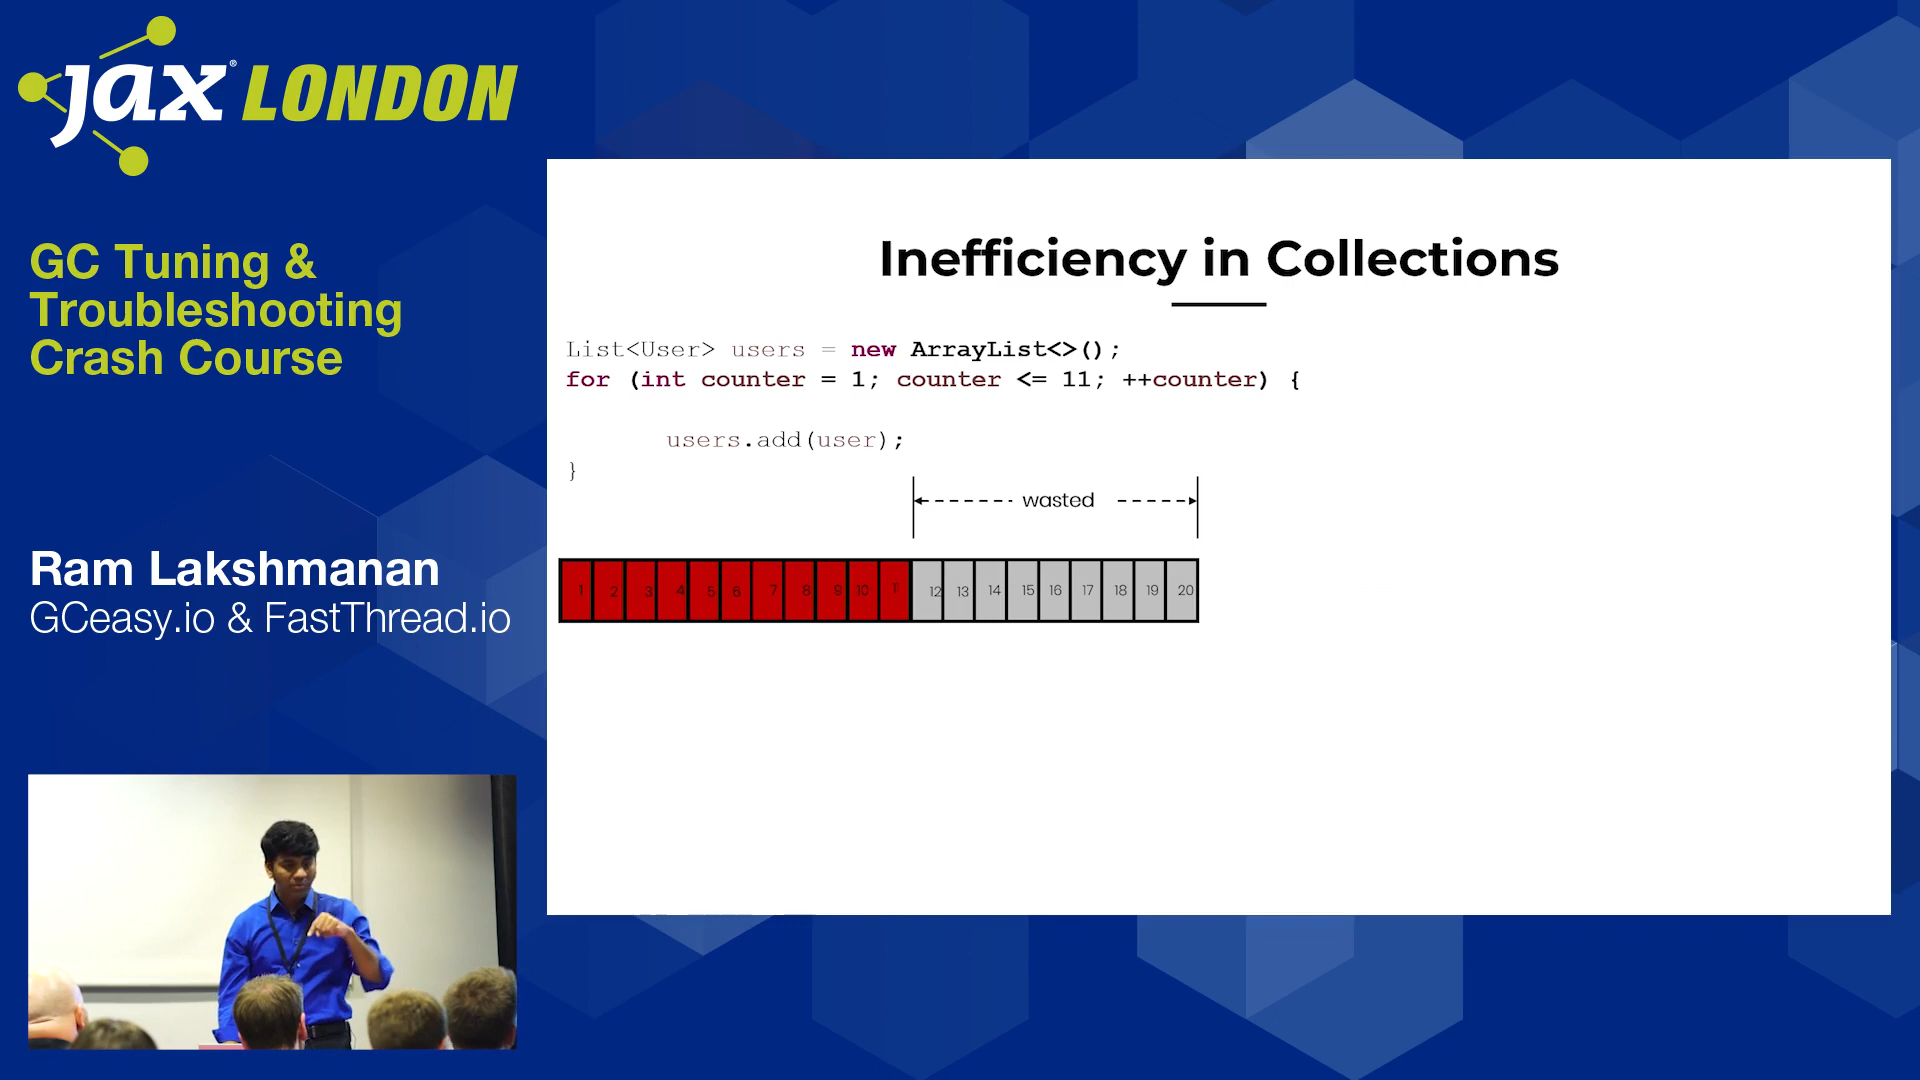 jax® LONDON
GC Tuning &
Troubleshooting
Crash Course
Ram Lakshmanan
GCeasy.io & FastThread.io
Inefficiency in Collections
List<User> users = new ArrayList<>();
for (int counter = 1; counter <= 11; ++counter) {
users.add(user);
}
wasted
1 2 3 4 5 6 7 8 9 10 11 12 13 14 15 16 17 18 19 20